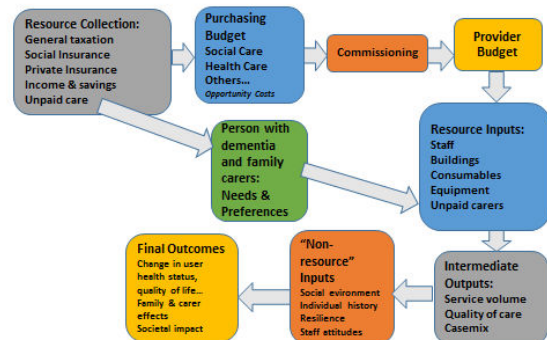 Resource Collection:
General taxation
Social Insurance
Private Insurance
Income & savings
Unpaid care
Purchasing
Budget
Social Care
Health Care
Others...
Opportunity Costs
Commissioning
Provider
Budget
Person with
dementia
and family
carers:
Needs &
Preferences
Resource Inputs:
Staff
Buildings
Consumables
Equipment
Unpaid carers
Final Outcomes
Change in user
health status,
quality of life...
Family & carer
effects
Societal impact
"Non-
resource"
Inputs
Social evironment
Individual history
Resilience
Staff attitudes
Intermediate
Outputs:
Service volume
Quality of care
Casemix